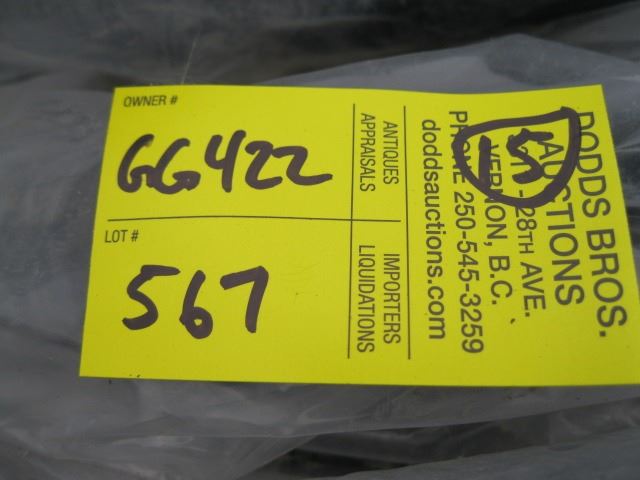 OWNER #
GG422
LOT #
567
ANTIQUES
APPRAISALS
IMPORTERS
LIQUIDATIONS
15
DODDS BROS.
AUCTIONS
-28TH AVE.
VERNON, B.C.
PHONE 250-545-3259
doddsauctions.com